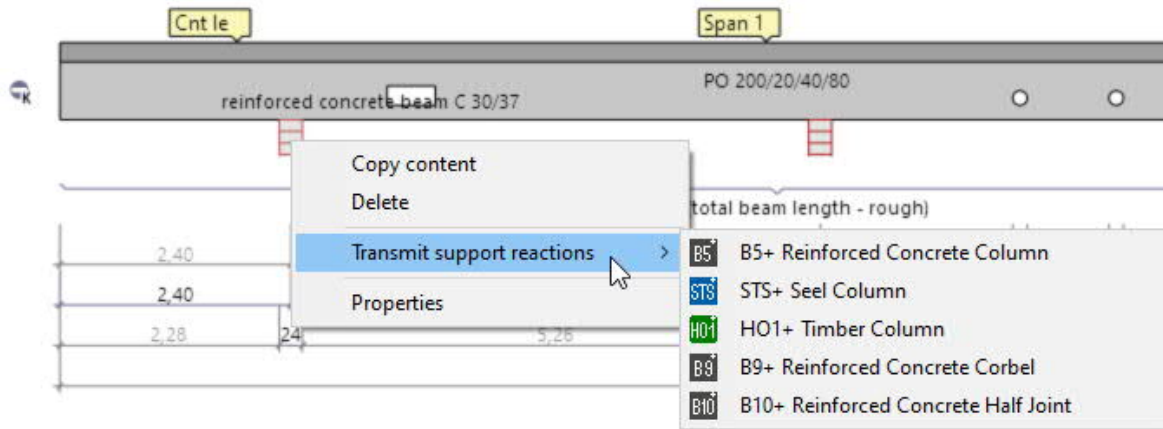 Cnt le
Span 1
PO 200/20/40/80
K
reinforced concrete beam C 30/37
Copy content
Delete
total beam length - rough)
Transmit support reactions
2,40
B5+ B5+ Reinforced Concrete Column
STS+ STS+ Seel Column
2,40
Properties
HO1+ HO1+ Timber Column
2,28
24
5,26
B9+ B9+ Reinforced Concrete Corbel
B10+ B10+ Reinforced Concrete Half Joint